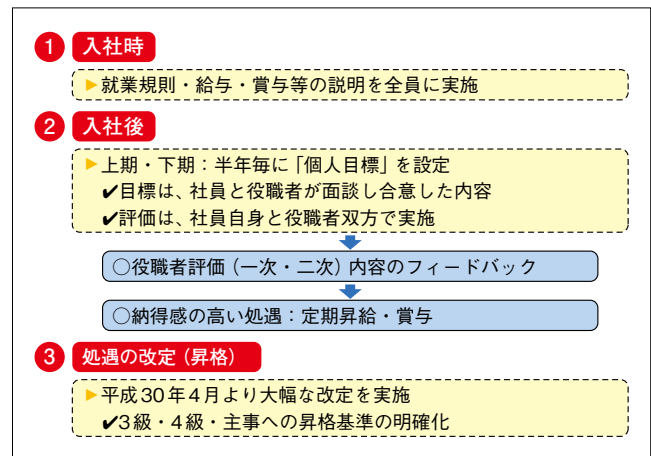 1 入社時
▶就業規則・給与・賞与等の説明を全員に実施
2 入社後
▶上期・下期：半年毎に「個人目標」を設定
✔目標は、社員と役職者が面談し合意した内容
✔評価は、社員自身と役職者双方で実施
○役職者評価（一次・二次）内容のフィードバック
○納得感の高い処遇：定期昇給・賞与
3 処遇の改定（昇格）
▶平成30年4月より大幅な改定を実施
✔3級・4級・主事への昇格基準の明確化